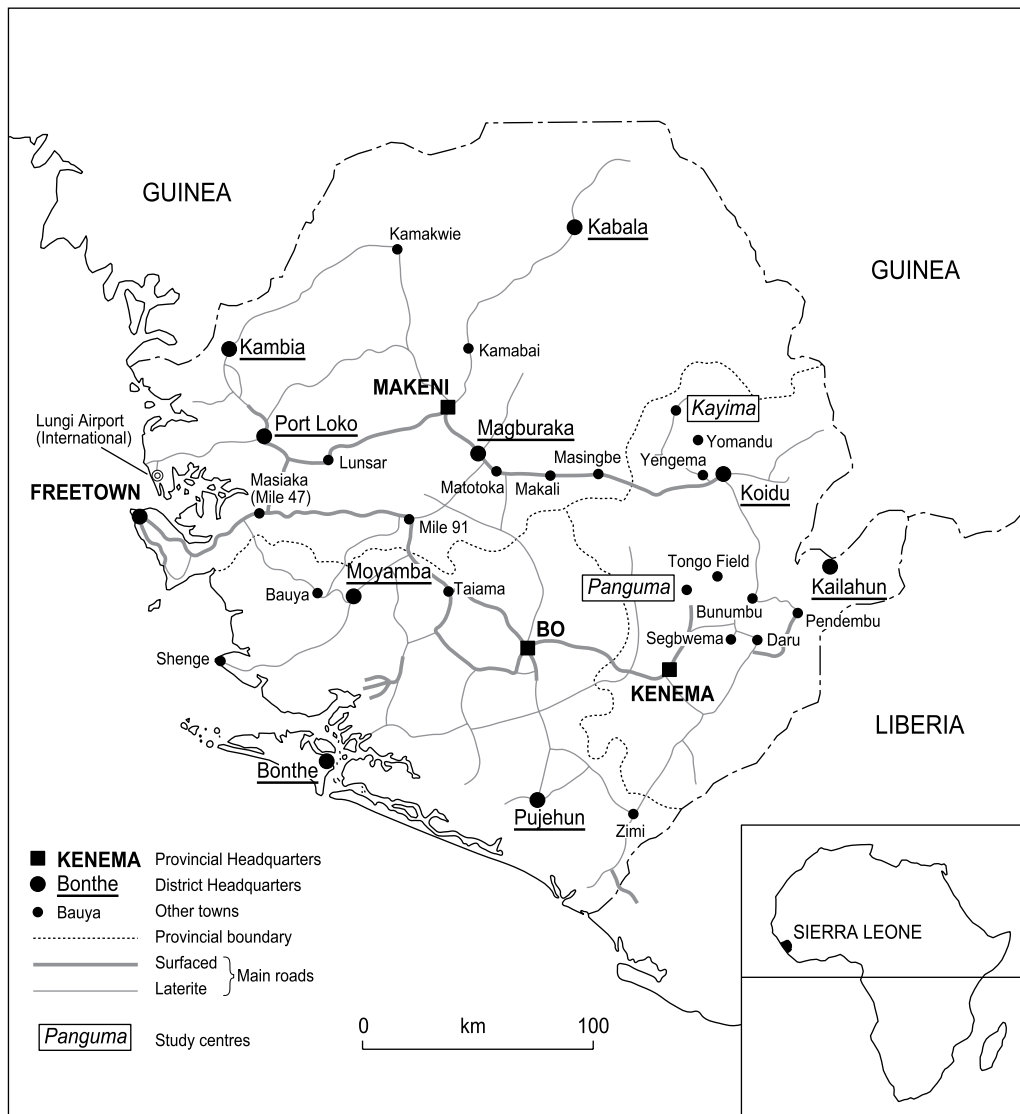 GUINEA
Kabala
Kamakwie
GUINEA
Kambia
Kamabai
MAKENI
Kayima
Lungi Airport
(International)
Port Loko
Magburaka
Yomandu
Lunsar
Masingbe
Yengema
FREETOWN
Masiaka
(Mile 47)
Matotoka
Makali
Koidu
Mile 91
Tongo Field
Moyamba
Taiama
Panguma
Kailahun
Bauya
Bunumbu
Pendembu
BO
Segbwema
Daru
Shenge
KENEMA
LIBERIA
Bonthe
Pujehun
Zimi
KENEMA Provincial Headquarters
Bonthe District Headquarters
Bauya Other towns
Provincial boundary
Surfaced
Main roads
Laterite
Panguma Study centres
0 km 100
SIERRA LEONE